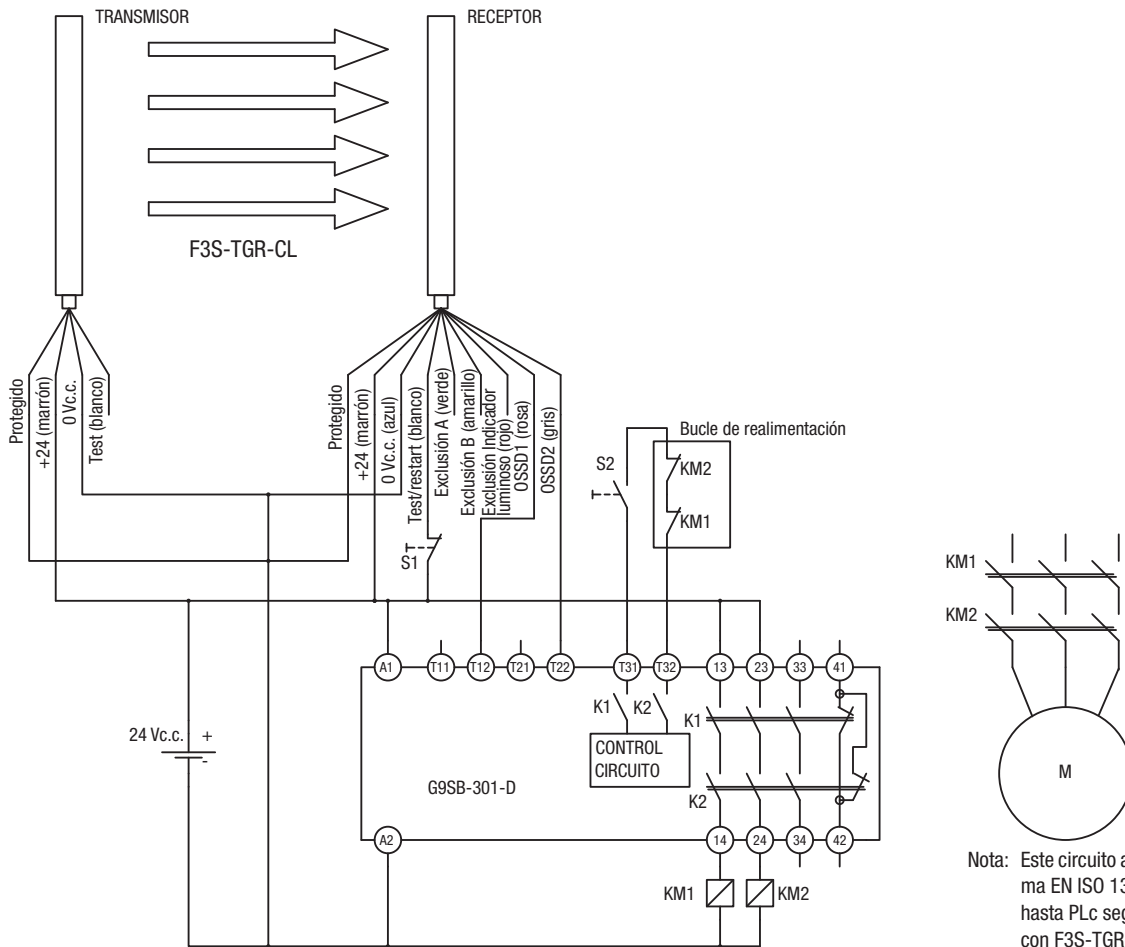 TRANSMISOR
RECEPTOR
F3S-TGR-CL
Protegido
+24 (marrón)
0 Vc.c.
Test (blanco)
Protegido
+24 (marrón)
0 Vc.c. (azul)
Test/restart (blanco)
Exclusión A (verde)
Exclusión B (amarillo)
Exclusión Indicador
luminoso (rojo)
OSSD1 (rosa)
OSSD2 (gris)
S1
S2
Bucle de realimentación
KM2
KM1
KM1
KM2
A1
T11
T12
T21
T22
T31
T32
13
23
33
41
K1
K2
K1
CONTROL
CIRCUITO
24 Vc.c.
+
-
G9SB-301-D
K2
M
A2
14
24
34
42
KM1
KM2
Nota: Este circuito a
ma EN ISO 13
hasta PLc seg
con F3S-TGR